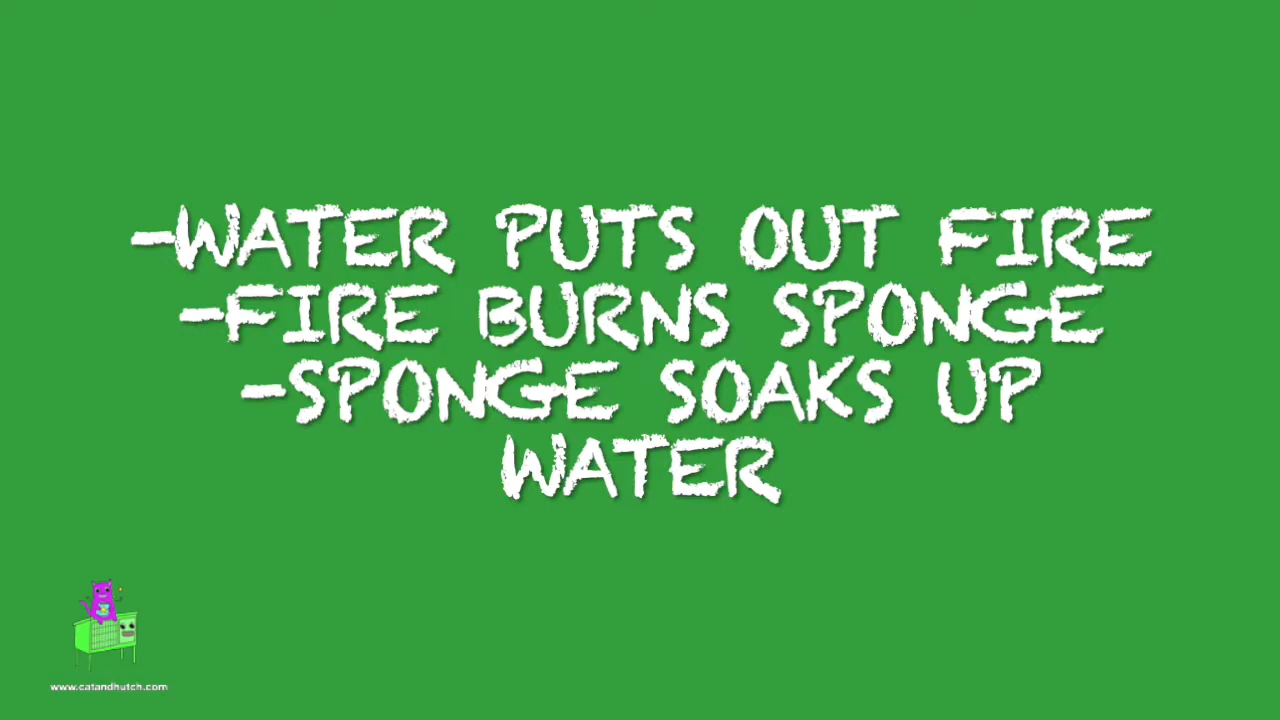 -WATER PUTS OUT FIRE
-FIRE BURNS SPONGE
-SPONGE SOAKS UP
WATER
www.catandhutch.com